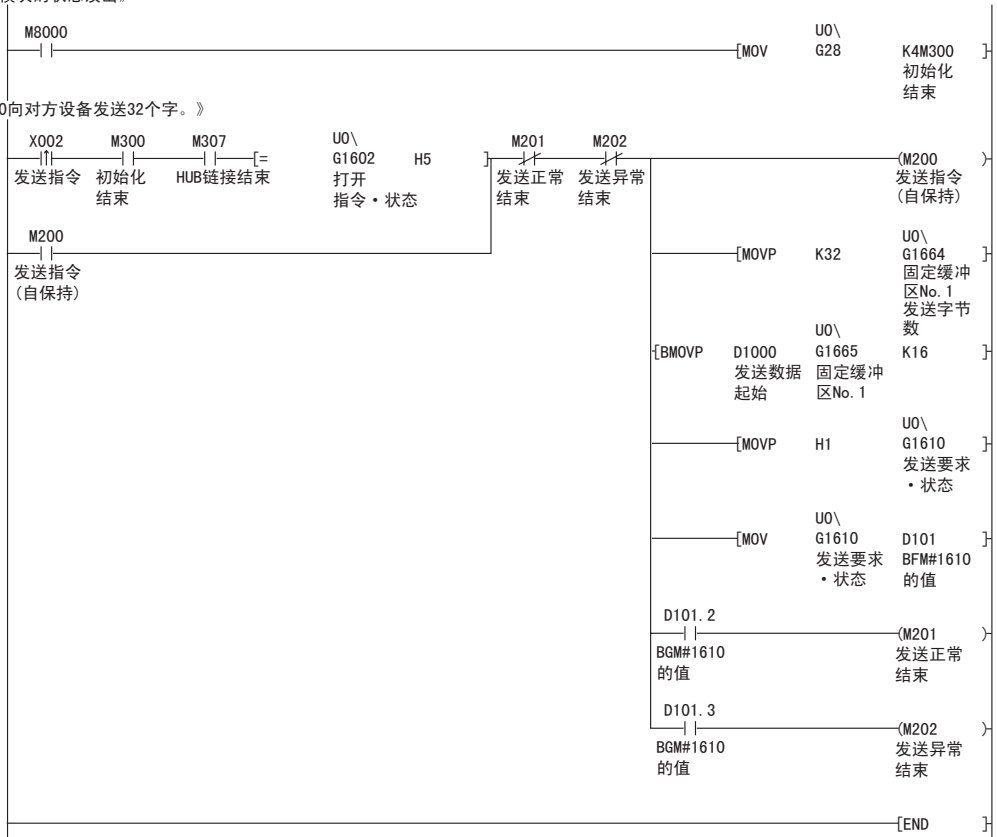 M8000
U0\
[MOV G28 K4M300 ]
初始化
结束
0向对方设备发送32个字。》
X002 M300 M307 U0\ M201 M202
[= G1602 H5 ] (M200 )
发送指令 初始化 HUB链接结束 打开 发送正常 发送异常 发送指令
结束 指令・状态 结束 结束 (自保持)
M200 U0\
[MOVP K32 G1664 ]
发送指令 固定缓冲
(自保持) 区No.1
发送字节
U0\ 数
[BMOVP D1000 G1665 K16 ]
发送数据 固定缓冲
起始 区No.1
U0\
[MOVP H1 G1610 ]
发送要求
・状态
U0\
[MOV G1610 D101 ]
发送要求 BFM#1610
・状态 的值
D101.2
(M201 )
BGM#1610 发送正常
的值 结束
D101.3
(M202 )
BGM#1610 发送异常
的值 结束
[END ]